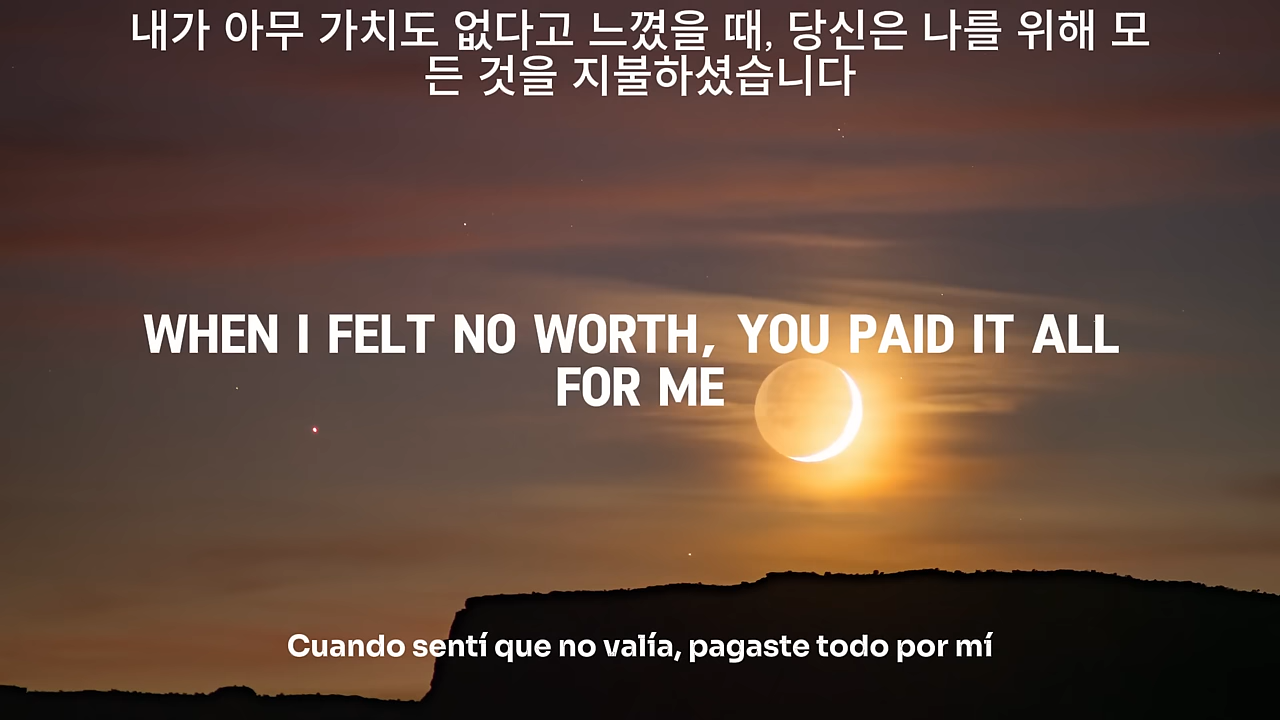 내가 아무 가치도 없다고 느꼈을 때, 당신은 나를 위해 모
든 것을 지불하셨습니다
WHEN I FELT NO WORTH, YOU PAID IT ALL
FOR ME
Cuando sentí que no valía, pagaste todo por mí